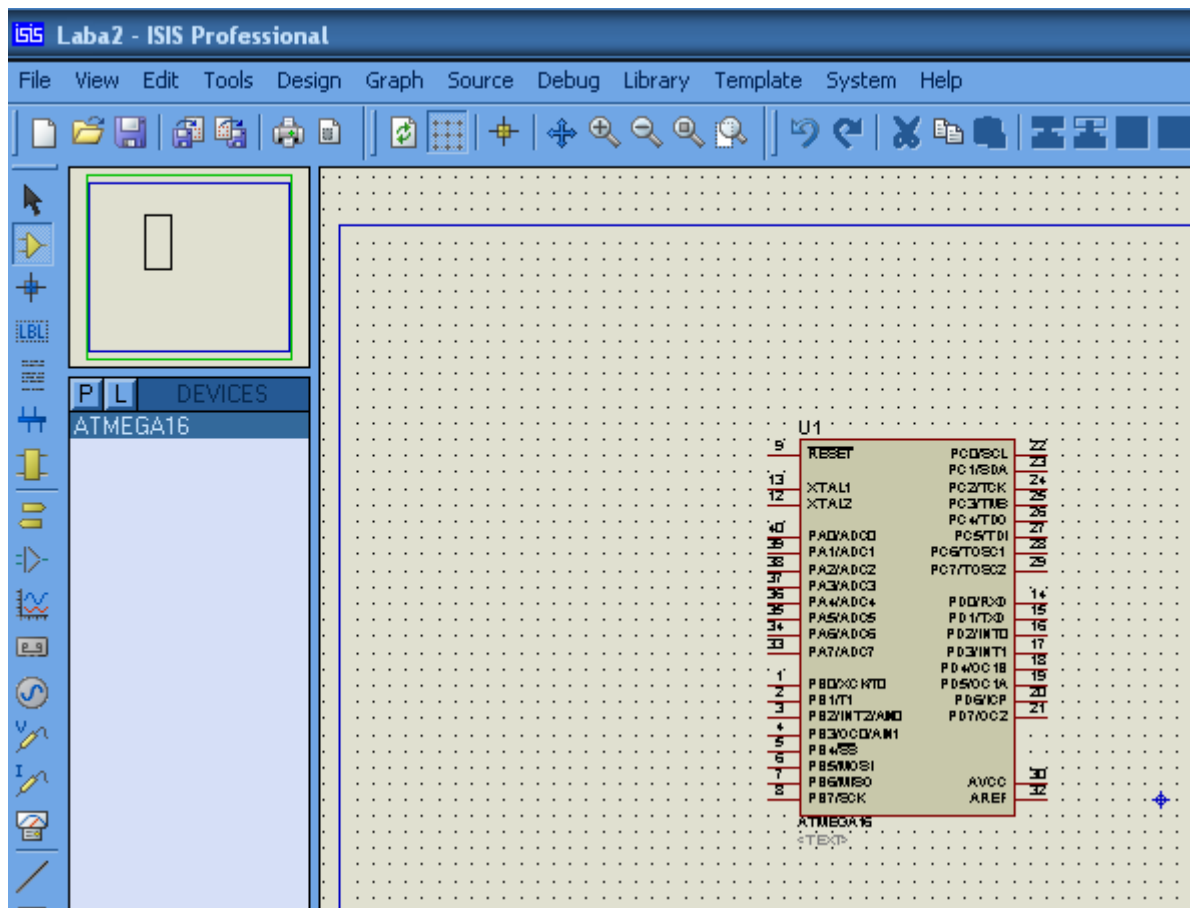 isis Laba2 - ISIS Professional
File View Edit Tools Design Graph Source Debug Library Template System Help
LBL
P L DEVICES
ATMEGA16
U1
9 RESET PC0/SCL 22
PC1/SDA 23
13 XTAL1 PC2/TCK 24
12 XTAL2 PC3/TMS 25
PC4/TDO 26
40 PA0/ADC0 PC5/TDI 27
39 PA1/ADC1 PC6/TOSC1 28
38 PA2/ADC2 PC7/TOSC2 29
37 PA3/ADC3
36 PA4/ADC4 PD0/RXD 14
35 PA5/ADC5 PD1/TXD 15
34 PA6/ADC6 PD2/INT0 16
33 PA7/ADC7 PD3/INT1 17
PD4/OC1B 18
1 PB0/XCK/T0 PD5/OC1A 19
2 PB1/T1 PD6/ICP 20
3 PB2/INT2/AIN0 PD7/OC2 21
4 PB3/OC0/AIN1
5 PB4/SS
6 PB5/MOSI
7 PB6/MISO AVCC 30
8 PB7/SCK AREF 32
ATMEGA16
<TEXT>
V
I